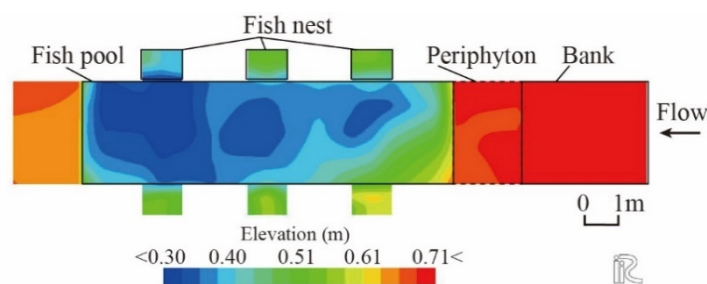 Fish nest
Fish pool
Periphyton
Bank
Flow
0 1m
Elevation (m)
<0.30 0.40 0.51 0.61 0.71<